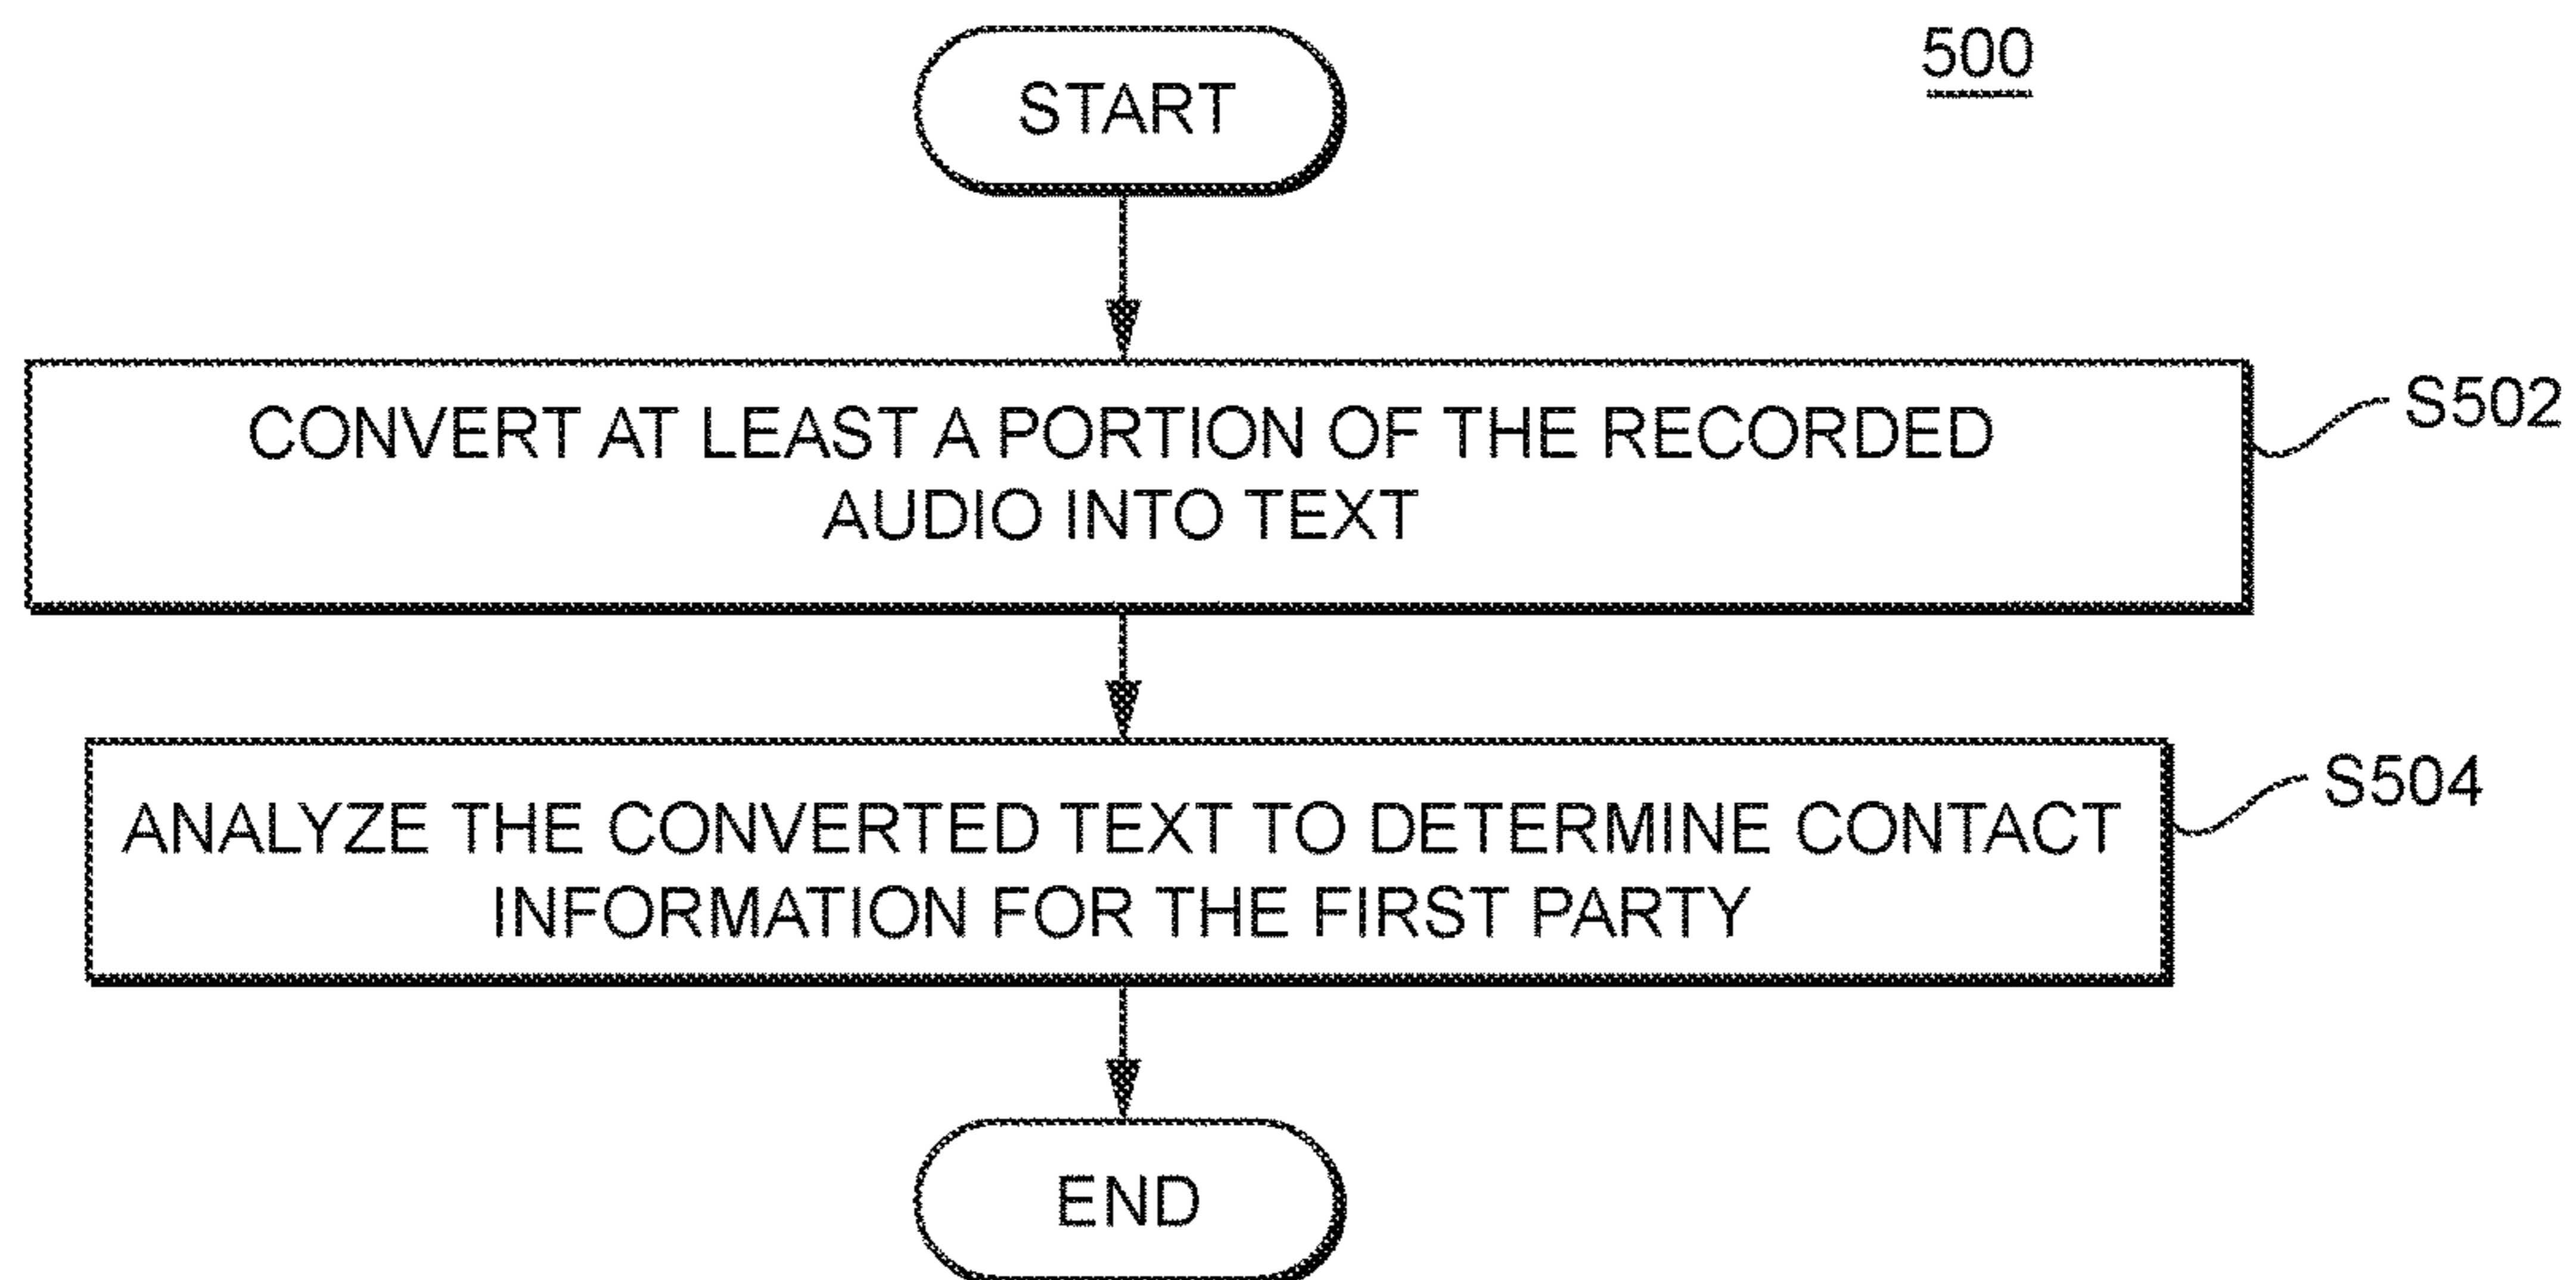 500
START
CONVERT AT LEAST A PORTION OF THE RECORDED
AUDIO INTO TEXT
S502
ANALYZE THE CONVERTED TEXT TO DETERMINE CONTACT
INFORMATION FOR THE FIRST PARTY
S504
END